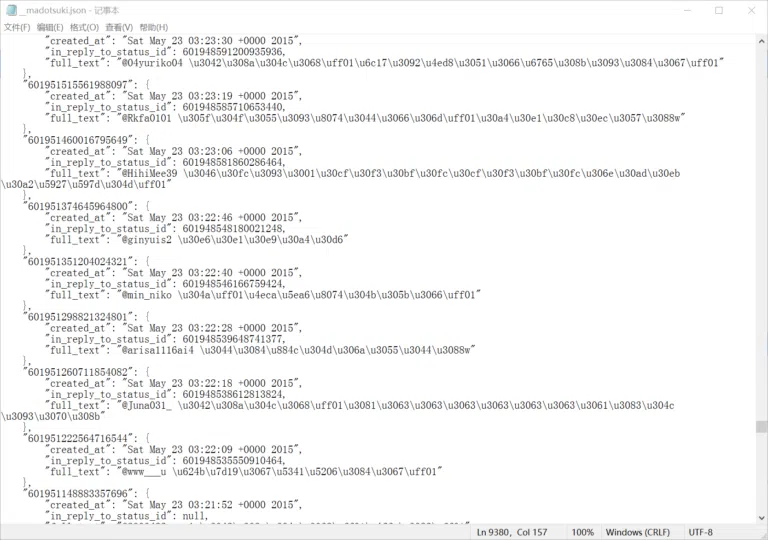 __madotsuki.json - 记事本
文件(F) 编辑(E) 格式(O) 查看(V) 帮助(H)
"created_at": "Sat May 23 03:23:30 +0000 2015",
"in_reply_to_status_id": 601948591200935936,
"full_text": "@04yuriko04 \u3042\u308a\u304c\u3068\uff01\u6c17\u3092\u4ed8\u3051\u3066\u6765\u308b\u3093\u3084\u3067\uff01"
},
"601951515561988097": {
"created_at": "Sat May 23 03:23:19 +0000 2015",
"in_reply_to_status_id": 601948585710653440,
"full_text": "@Rkfa0101 \u305f\u304f\u3055\u3093\u8074\u3044\u3066\u306d\uff01\u30a4\u30e1\u30c8\u30ec\u3057\u3088w"
},
"601951460016795649": {
"created_at": "Sat May 23 03:23:06 +0000 2015",
"in_reply_to_status_id": 601948581860286464,
"full_text": "@HihiMee39 \u3046\u30fc\u3093\u3001\u30cf\u30f3\u30bf\u30fc\u30cf\u30f3\u30bf\u30fc\u306e\u30ad\u30eb
\u30a2\u5927\u597d\u304d\uff01"
},
"601951374645964800": {
"created_at": "Sat May 23 03:22:46 +0000 2015",
"in_reply_to_status_id": 601948548180021248,
"full_text": "@ginyuis2 \u30e6\u30e1\u30e9\u30a4\u30d6"
},
"601951351204024321": {
"created_at": "Sat May 23 03:22:40 +0000 2015",
"in_reply_to_status_id": 601948546166759424,
"full_text": "@min_niko \u304a\uff01\u4eca\u5ea6\u8074\u304b\u305b\u3066\uff01"
},
"601951298821324801": {
"created_at": "Sat May 23 03:22:28 +0000 2015",
"in_reply_to_status_id": 601948539648741377,
"full_text": "@arisa1116ai4 \u3044\u3084\u884c\u304d\u306a\u3055\u3044\u3088w"
},
"601951260711854082": {
"created_at": "Sat May 23 03:22:18 +0000 2015",
"in_reply_to_status_id": 601948538612813824,
"full_text": "@Juna031_ \u3042\u308a\u304c\u3068\uff01\u3081\u3063\u3063\u3063\u3063\u3063\u3063\u3061\u3083\u304c
\u3093\u3070\u308b"
},
"601951222564716544": {
"created_at": "Sat May 23 03:22:09 +0000 2015",
"in_reply_to_status_id": 601948535550910464,
"full_text": "@www___u \u624b\u7d19\u3067\u5341\u5206\u3084\u3067\uff01"
},
"601951148883357696": {
"created_at": "Sat May 23 03:21:52 +0000 2015",
"in_reply_to_status_id": null,
Ln 9380, Col 157 100% Windows (CRLF) UTF-8